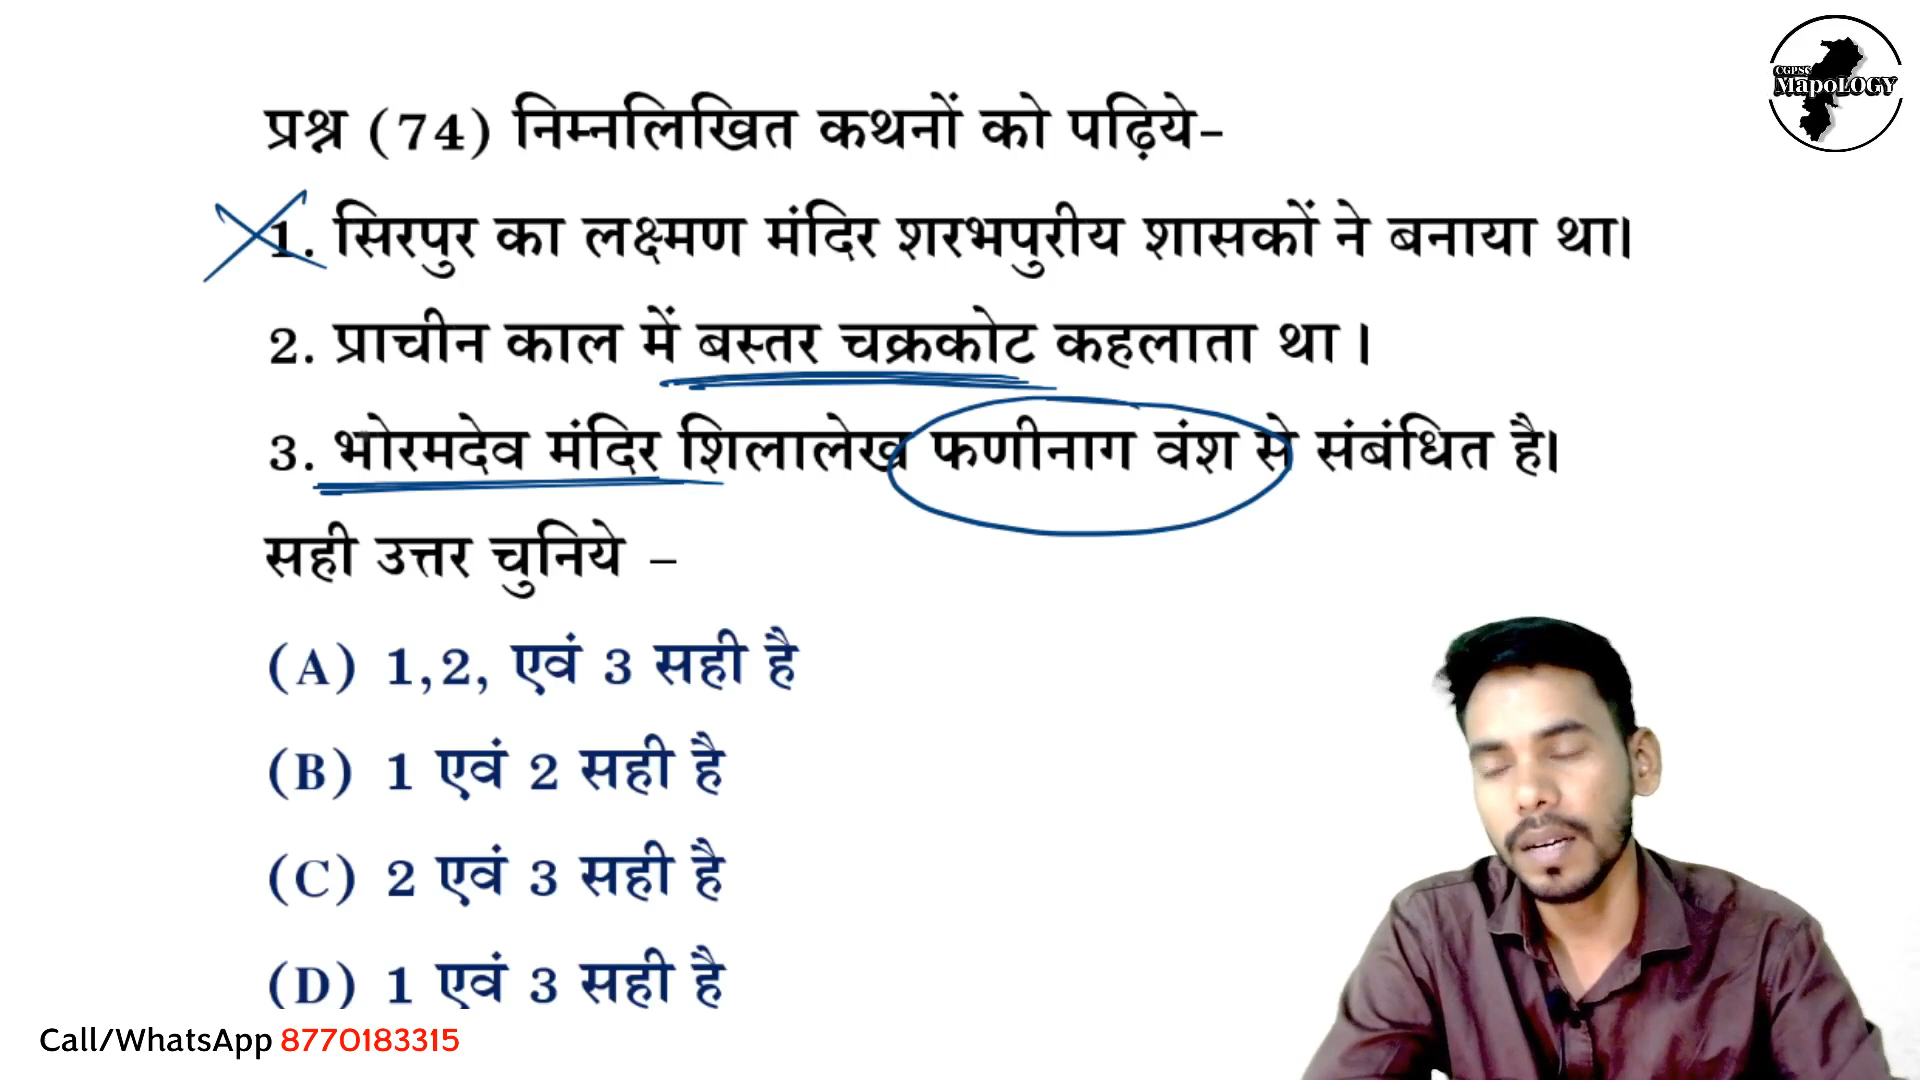 CGPSC
MapoLOGY
प्रश्न (74) निम्नलिखित कथनों को पढ़िये-
1. सिरपुर का लक्ष्मण मंदिर शरभपुरीय शासकों ने बनाया था।
2. प्राचीन काल में बस्तर चक्रकोट कहलाता था।
3. भोरमदेव मंदिर शिलालेख फणीनाग वंश से संबंधित है।
सही उत्तर चुनिये –
(A) 1,2, एवं 3 सही है
(B) 1 एवं 2 सही है
(C) 2 एवं 3 सही है
(D) 1 एवं 3 सही है
Call/WhatsApp 8770183315